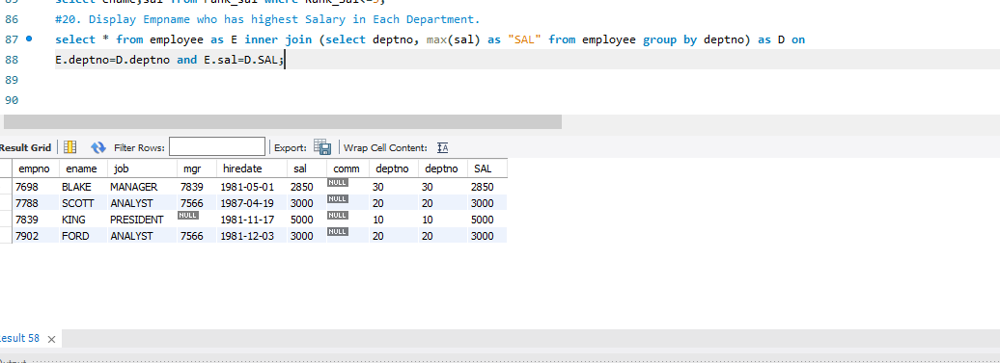 85 select ename,sal from rank_sal where Rank_Sal<=3;
86 #20. Display Empname who has highest Salary in Each Department.
87 select * from employee as E inner join (select deptno, max(sal) as "SAL" from employee group by deptno) as D on
88 E.deptno=D.deptno and E.sal=D.SAL;
89
90
Result Grid Filter Rows: Export: Wrap Cell Content: IA
empno ename job mgr hiredate sal comm deptno deptno SAL
7698 BLAKE MANAGER 7839 1981-05-01 2850 NULL 30 30 2850
7788 SCOTT ANALYST 7566 1987-04-19 3000 NULL 20 20 3000
7839 KING PRESIDENT NULL 1981-11-17 5000 NULL 10 10 5000
7902 FORD ANALYST 7566 1981-12-03 3000 NULL 20 20 3000
esult 58
Output